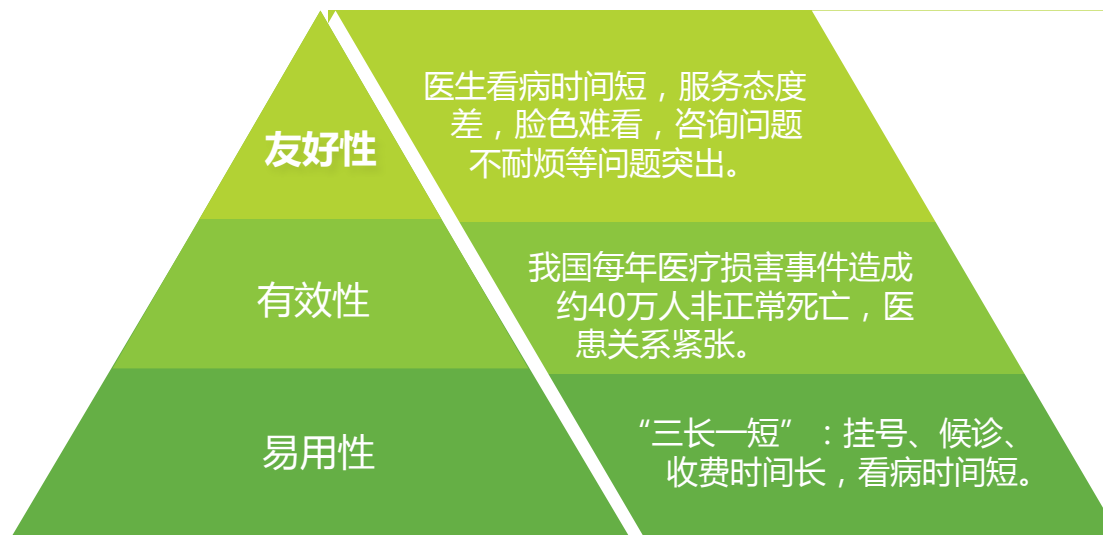 友好性
医生看病时间短，服务态度
差，脸色难看，咨询问题
不耐烦等问题突出。
有效性
我国每年医疗损害事件造成
约40万人非正常死亡，医
患关系紧张。
易用性
“三长一短”：挂号、候诊、
收费时间长，看病时间短。